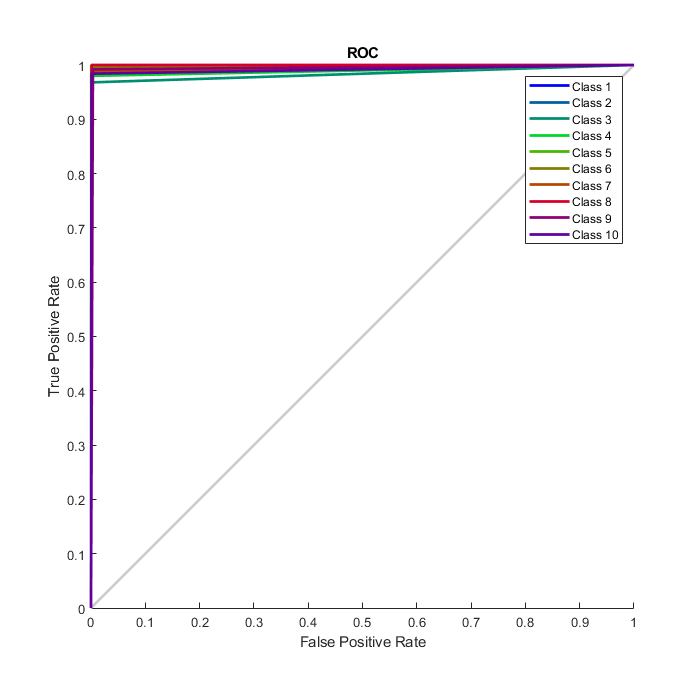 ROC
1
0.9
0.8
0.7
0.6
0.5
0.4
0.3
0.2
0.1
0
True Positive Rate
Class 1
Class 2
Class 3
Class 4
Class 5
Class 6
Class 7
Class 8
Class 9
Class 10
0 0.1 0.2 0.3 0.4 0.5 0.6 0.7 0.8 0.9 1
False Positive Rate